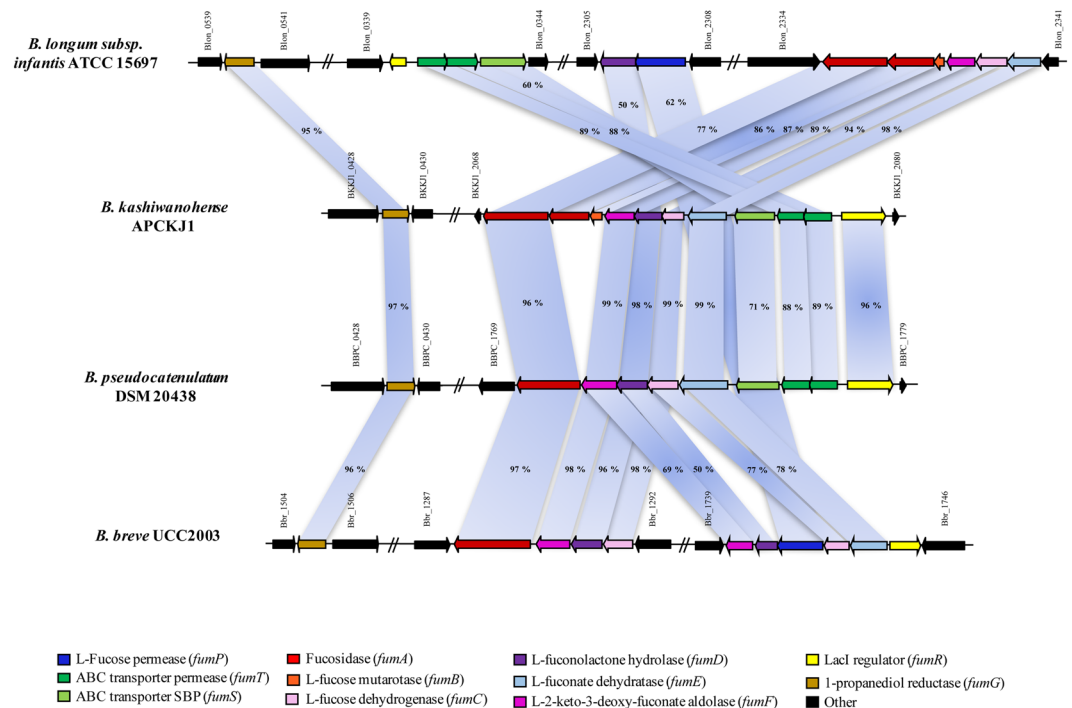 Blon_0539
Blon_0541
Blon_0339
Blon_0344
Blon_2305
Blon_2308
Blon_2334
Blon_2341
B. longum subsp.
infantis ATCC 15697
60 %
50 %
62 %
95 %
89 %
88 %
77 %
86 %
87 %
89 %
94 %
98 %
BKKJ1_0428
BKKJ1_0430
BKKJ1_2068
BKKJ1_2080
B. kashiwanohense
APCKJ1
97 %
96 %
99 %
98 %
99 %
99 %
71 %
88 %
89 %
96 %
BBPC_0428
BBPC_0430
BBPC_1769
BBPC_1779
B. pseudocatenulatum
DSM 20438
96 %
97 %
98 %
96 %
98 %
69 %
50 %
77 %
78 %
Bbr_1504
Bbr_1506
Bbr_1287
Bbr_1292
Bbr_1739
Bbr_1746
B. breve UCC2003
L-Fucose permease (fumP)
ABC transporter permease (fumT)
ABC transporter SBP (fumS)
Fucosidase (fumA)
L-fucose mutarotase (fumB)
L-fucose dehydrogenase (fumC)
L-fuconolactone hydrolase (fumD)
L-fuconate dehydratase (fumE)
L-2-keto-3-deoxy-fuconate aldolase (fumF)
LacI regulator (fumR)
1-propanediol reductase (fumG)
Other